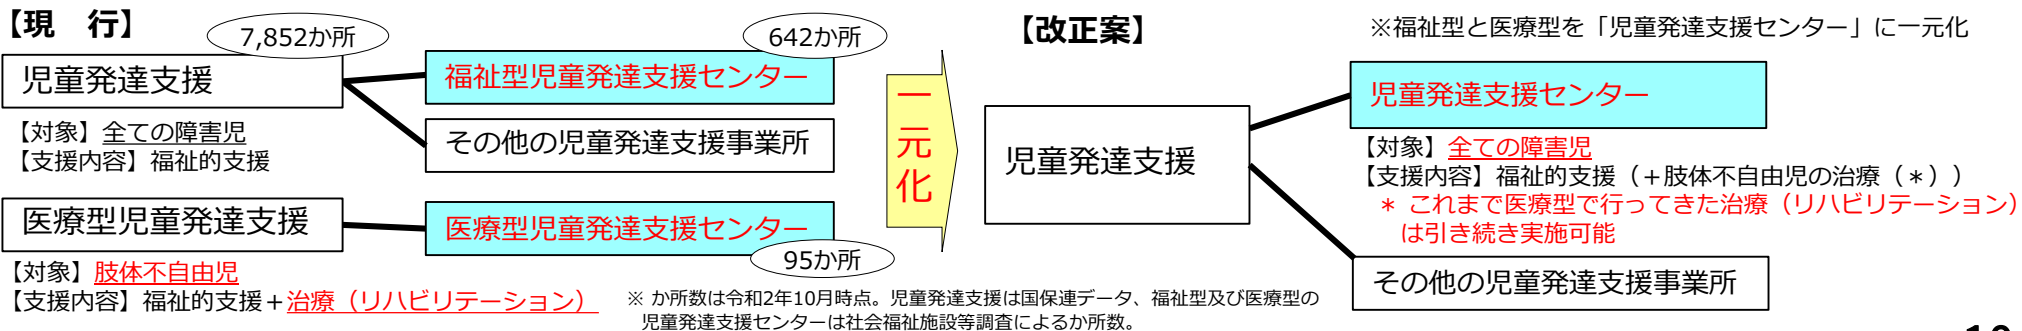 【現　行】
7,852か所
642か所
児童発達支援
福祉型児童発達支援センター
その他の児童発達支援事業所
【対象】全ての障害児
【支援内容】福祉的支援
医療型児童発達支援
医療型児童発達支援センター
95か所
【対象】肢体不自由児
【支援内容】福祉的支援＋治療（リハビリテーション）
一元化
【改正案】
※福祉型と医療型を「児童発達支援センター」に一元化
児童発達支援
児童発達支援センター
【対象】全ての障害児
【支援内容】福祉的支援（＋肢体不自由児の治療（＊））
＊ これまで医療型で行ってきた治療（リハビリテーション）
は引き続き実施可能
その他の児童発達支援事業所
※ か所数は令和2年10月時点。児童発達支援は国保連データ、福祉型及び医療型の
児童発達支援センターは社会福祉施設等調査によるか所数。